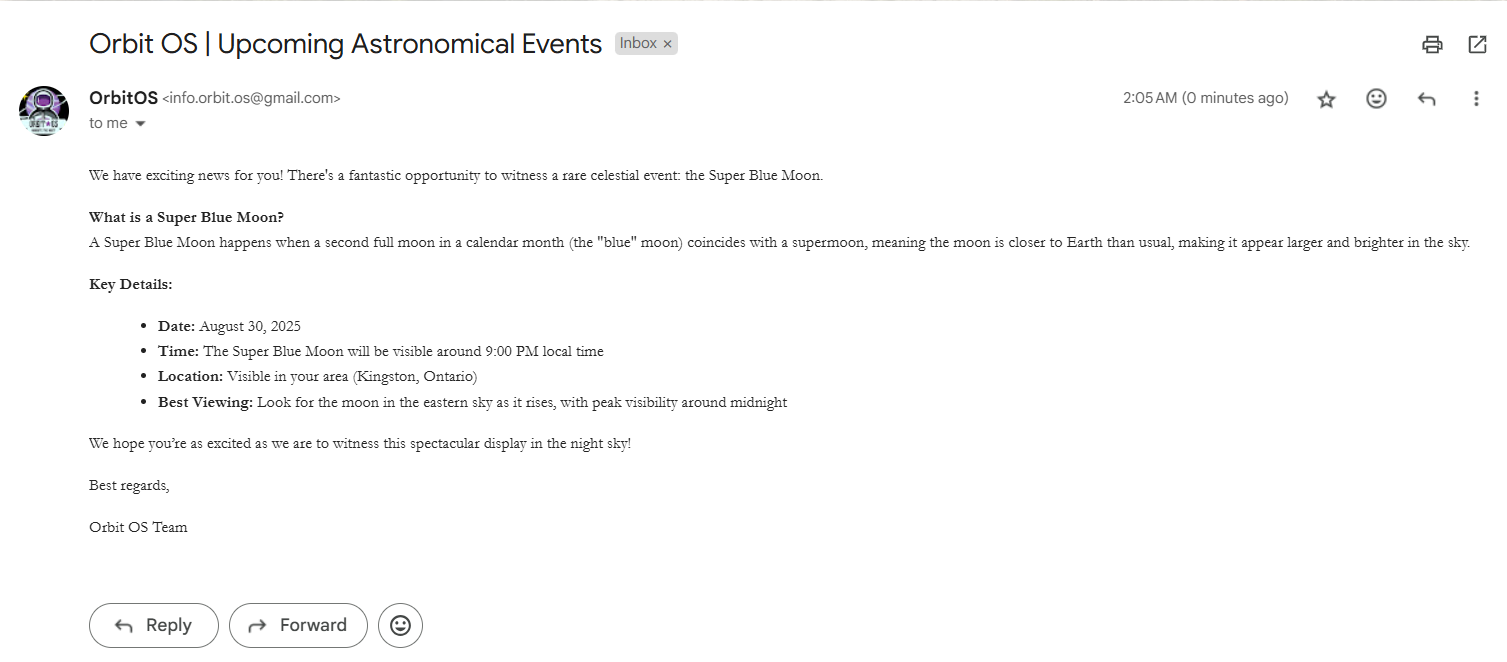 Orbit OS | Upcoming Astronomical Events Inbox ×
OrbitOS <info.orbit.os@gmail.com> 2:05 AM (0 minutes ago)
to me
We have exciting news for you! There's a fantastic opportunity to witness a rare celestial event: the Super Blue Moon.
What is a Super Blue Moon?
A Super Blue Moon happens when a second full moon in a calendar month (the "blue" moon) coincides with a supermoon, meaning the moon is closer to Earth than usual, making it appear larger and brighter in the sky.
Key Details:
• Date: August 30, 2025
• Time: The Super Blue Moon will be visible around 9:00 PM local time
• Location: Visible in your area (Kingston, Ontario)
• Best Viewing: Look for the moon in the eastern sky as it rises, with peak visibility around midnight
We hope you’re as excited as we are to witness this spectacular display in the night sky!
Best regards,
Orbit OS Team
Reply Forward